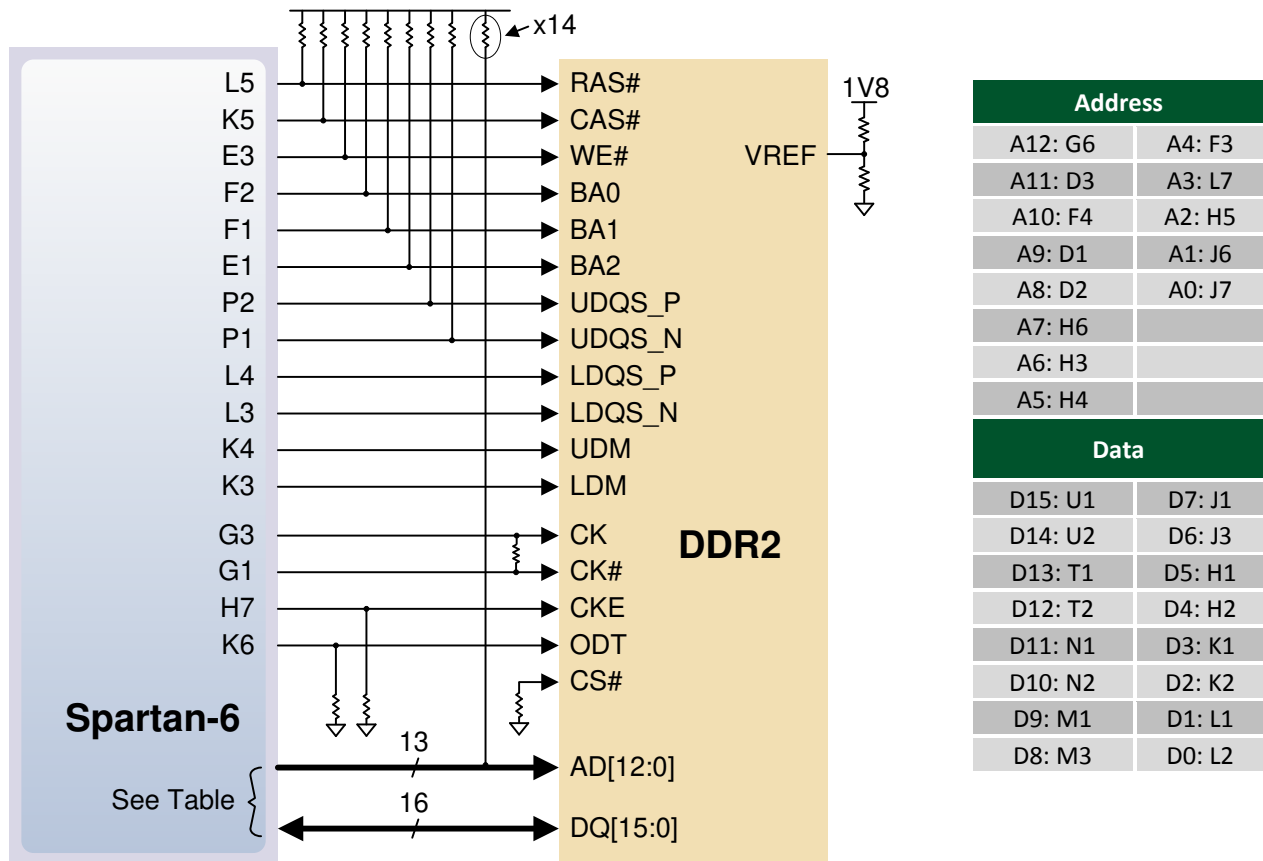 x14
L5 RAS#
K5 CAS#
E3 WE#
F2 BA0
F1 BA1
E1 BA2
P2 UDQS_P
P1 UDQS_N
L4 LDQS_P
L3 LDQS_N
K4 UDM
K3 LDM
G3 CK
G1 CK#
H7 CKE
K6 ODT
CS#
Spartan-6
DDR2
1V8
VREF
13
AD[12:0]
See Table
16
DQ[15:0]
Address
A12: G6 A4: F3
A11: D3 A3: L7
A10: F4 A2: H5
A9: D1 A1: J6
A8: D2 A0: J7
A7: H6
A6: H3
A5: H4
Data
D15: U1 D7: J1
D14: U2 D6: J3
D13: T1 D5: H1
D12: T2 D4: H2
D11: N1 D3: K1
D10: N2 D2: K2
D9: M1 D1: L1
D8: M3 D0: L2